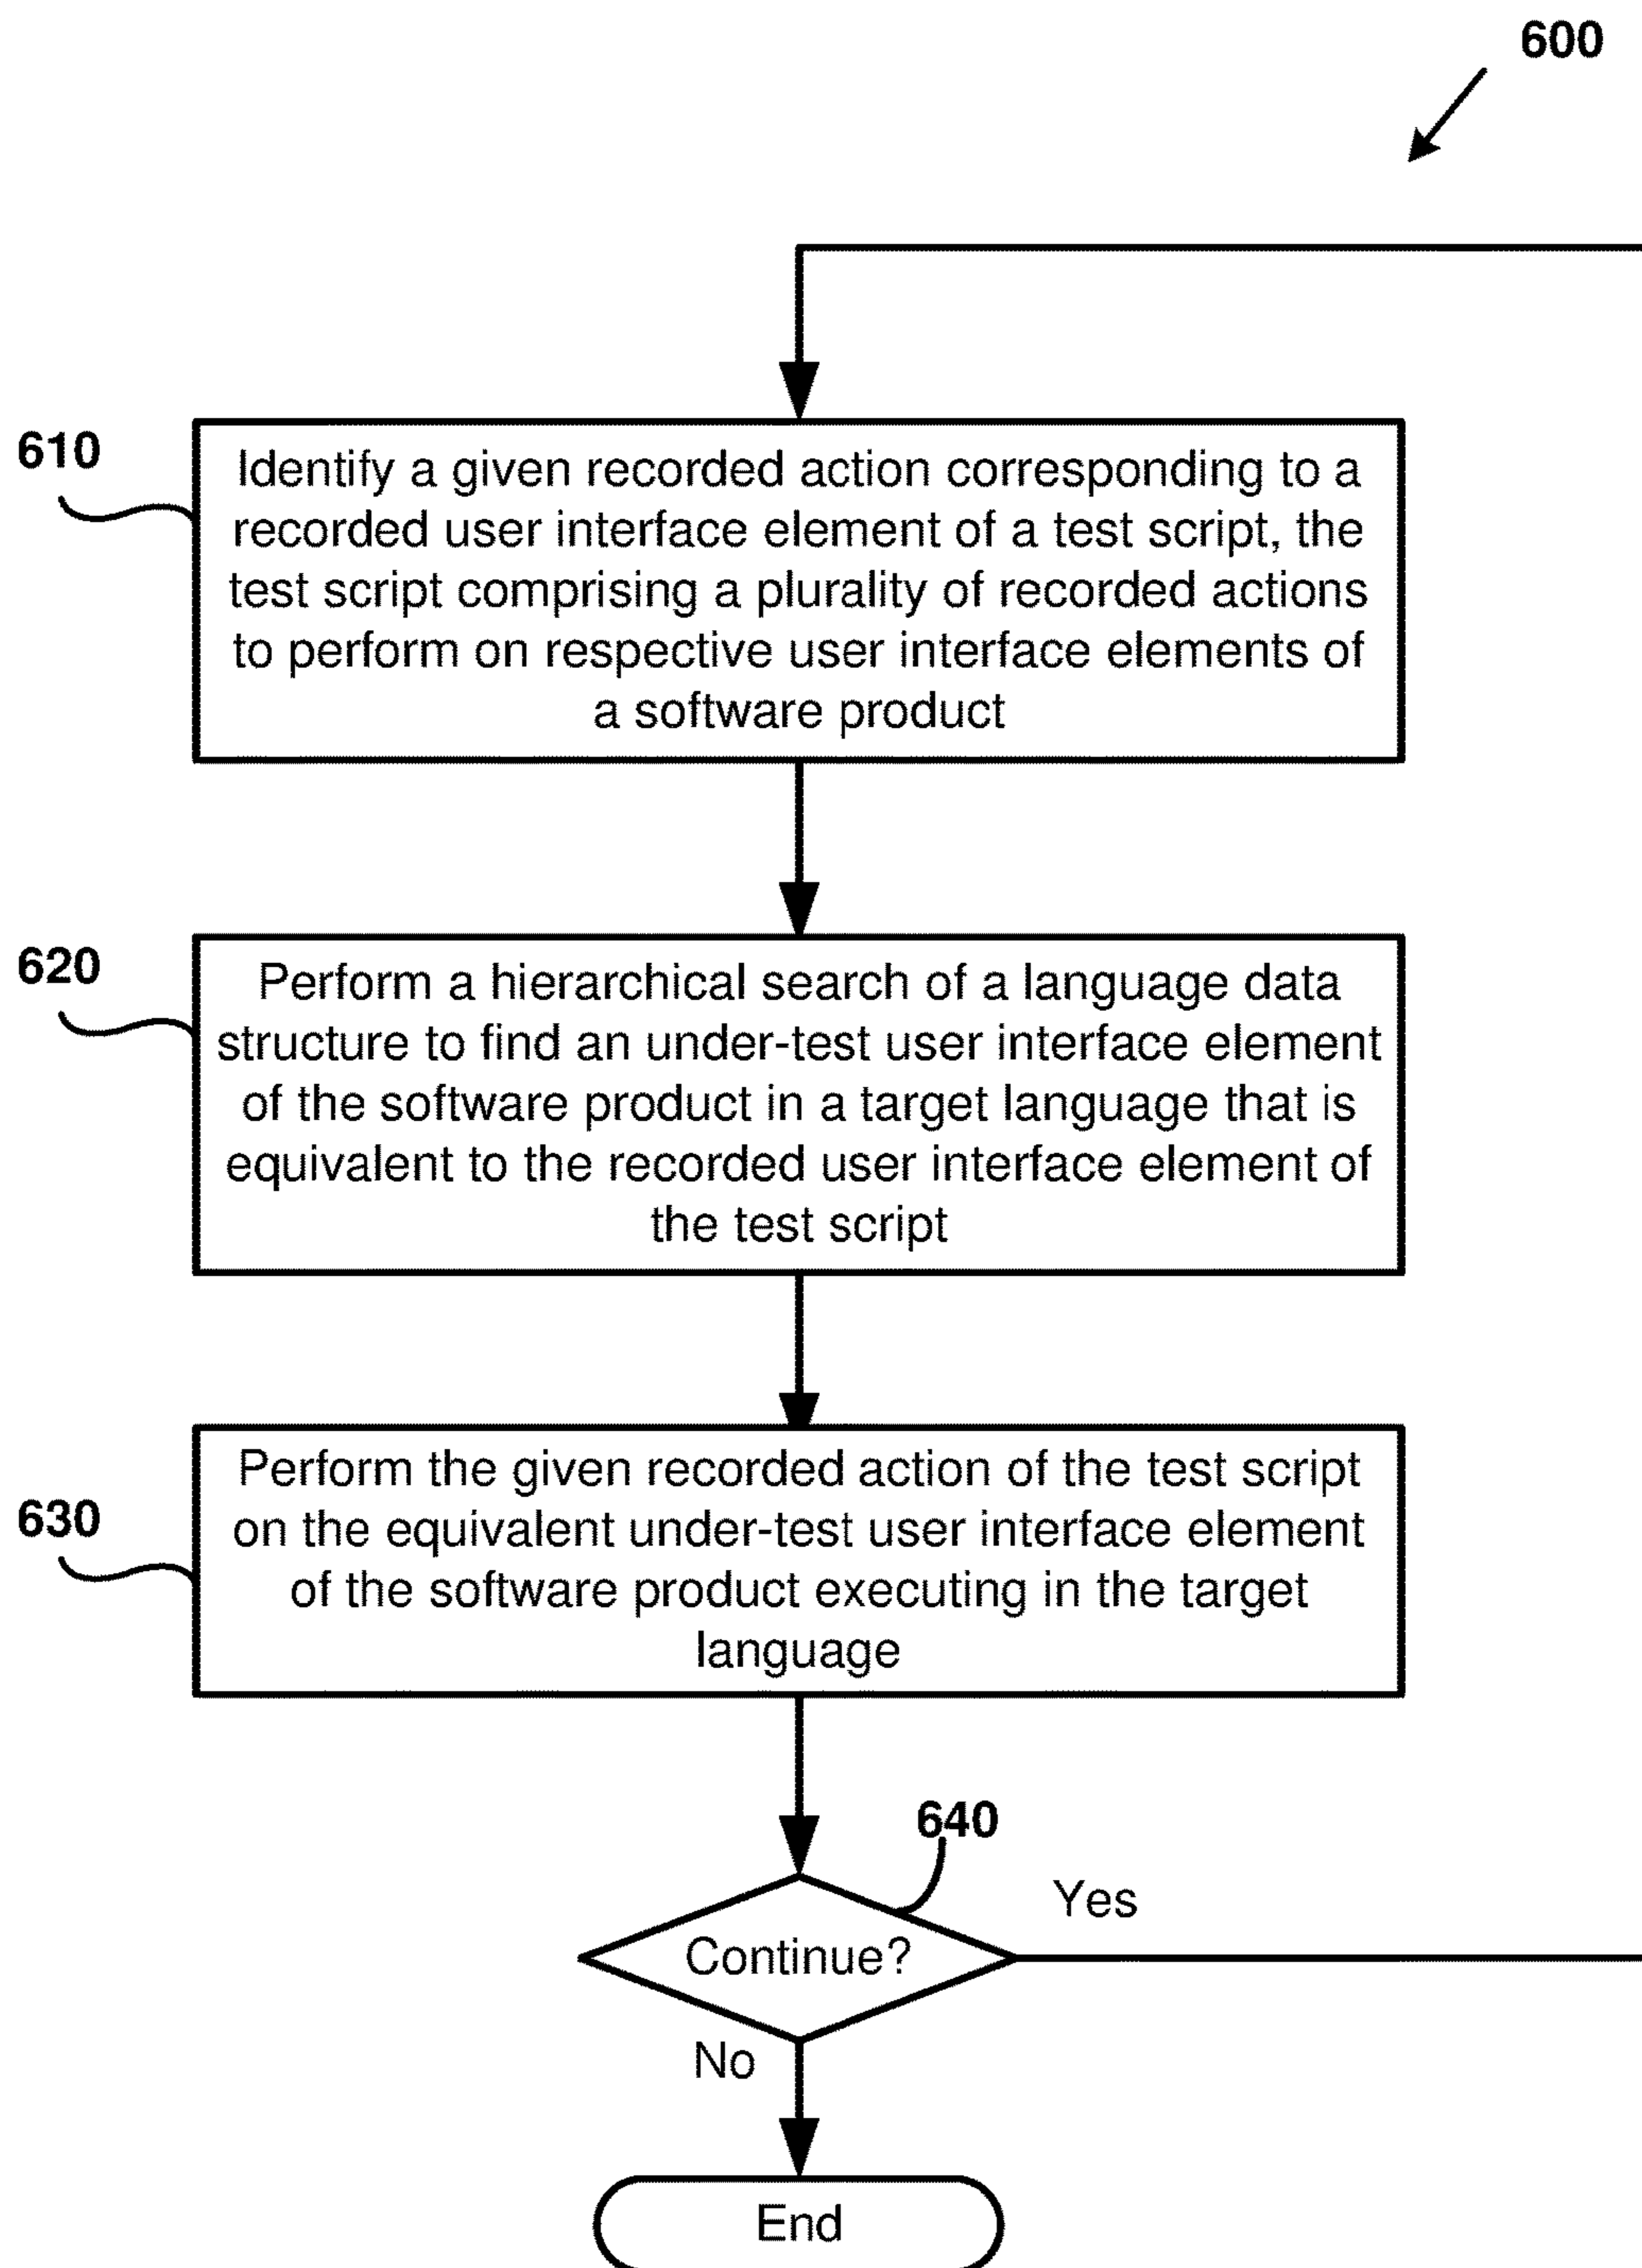 600
610
Identify a given recorded action corresponding to a
recorded user interface element of a test script, the
test script comprising a plurality of recorded actions
to perform on respective user interface elements of
a software product
620
Perform a hierarchical search of a language data
structure to find an under-test user interface element
of the software product in a target language that is
equivalent to the recorded user interface element of
the test script
630
Perform the given recorded action of the test script
on the equivalent under-test user interface element
of the software product executing in the target
language
640
Yes
Continue?
No
End